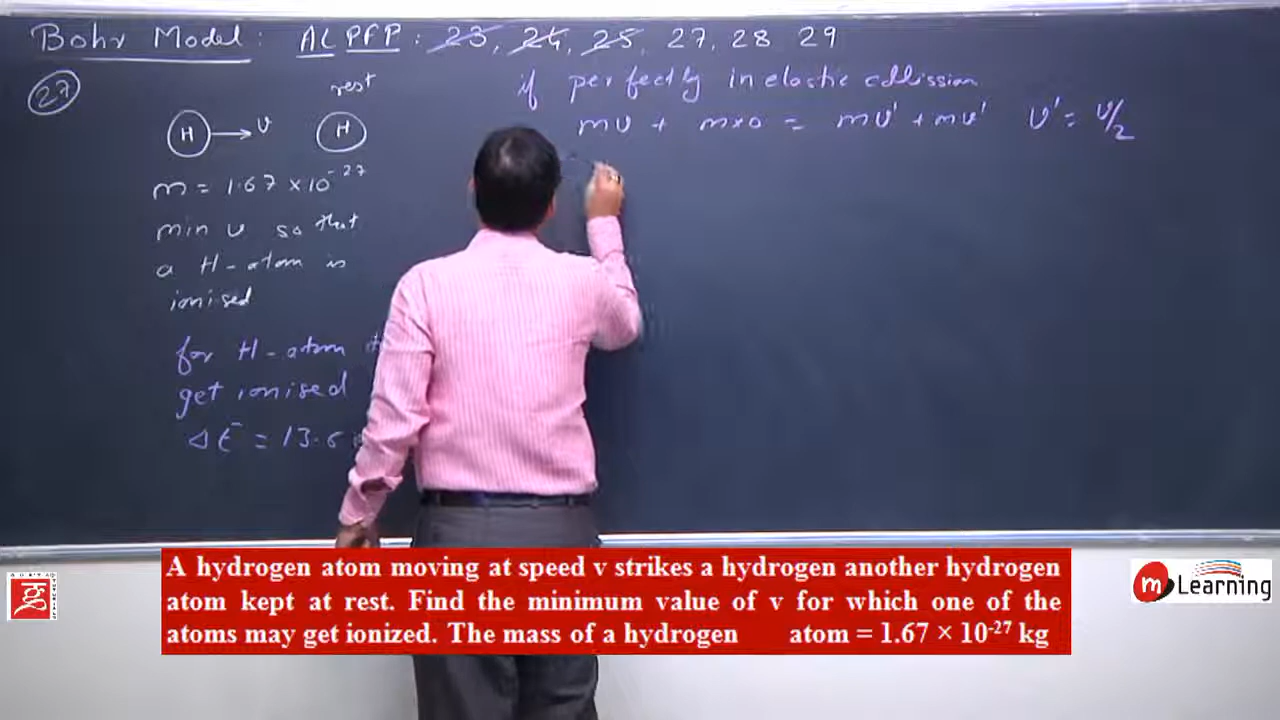 Bohr Model : AL PFP : 23, 24, 25, 27, 28 29
27
rest
H → v H
m = 1.67 × 10⁻²⁷
min v so that
a H-atom is
ionised
for H-atom
get ionised
ΔE = 13.6
if perfectly in elastic collission
mv + m×0 = mv' + mv' v' = v/2
A hydrogen atom moving at speed v strikes a hydrogen another hydrogen
atom kept at rest. Find the minimum value of v for which one of the
atoms may get ionized. The mass of a hydrogen atom = 1.67 × 10⁻²⁷ kg
m Learning